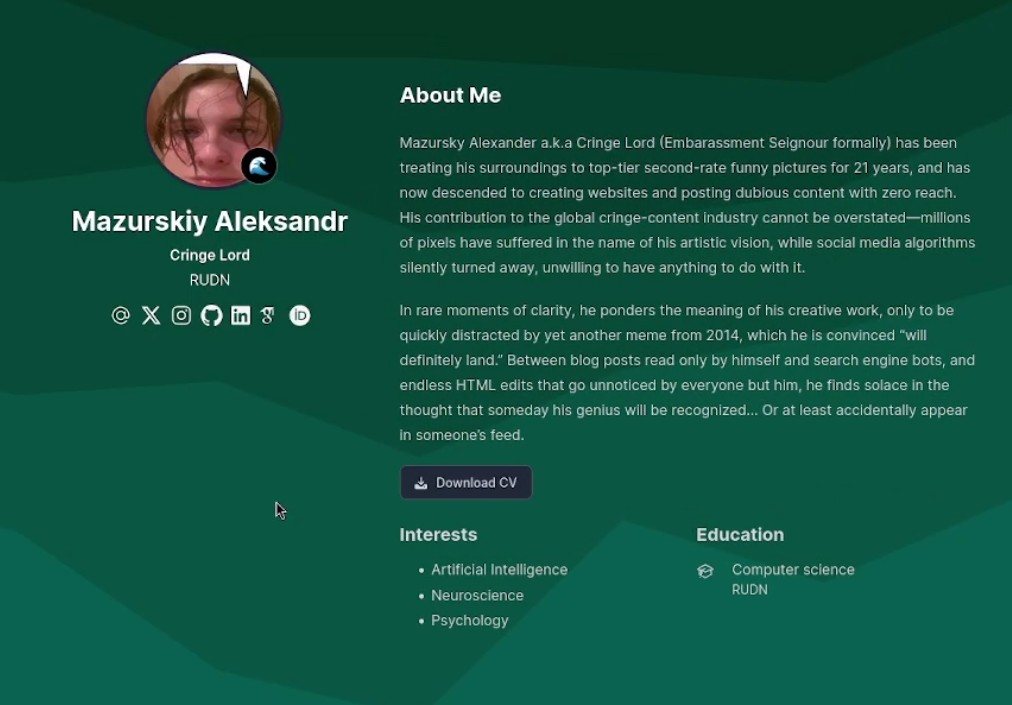 Mazurskiy Aleksandr
Cringe Lord
RUDN
About Me
Mazursky Alexander a.k.a Cringe Lord (Embarassment Seignour formally) has been
treating his surroundings to top-tier second-rate funny pictures for 21 years, and has
now descended to creating websites and posting dubious content with zero reach.
His contribution to the global cringe-content industry cannot be overstated—millions
of pixels have suffered in the name of his artistic vision, while social media algorithms
silently turned away, unwilling to have anything to do with it.
In rare moments of clarity, he ponders the meaning of his creative work, only to be
quickly distracted by yet another meme from 2014, which he is convinced “will
definitely land.” Between blog posts read only by himself and search engine bots, and
endless HTML edits that go unnoticed by everyone but him, he finds solace in the
thought that someday his genius will be recognized… Or at least accidentally appear
in someone’s feed.
Download CV
Interests
• Artificial Intelligence
• Neuroscience
• Psychology
Education
Computer science
RUDN